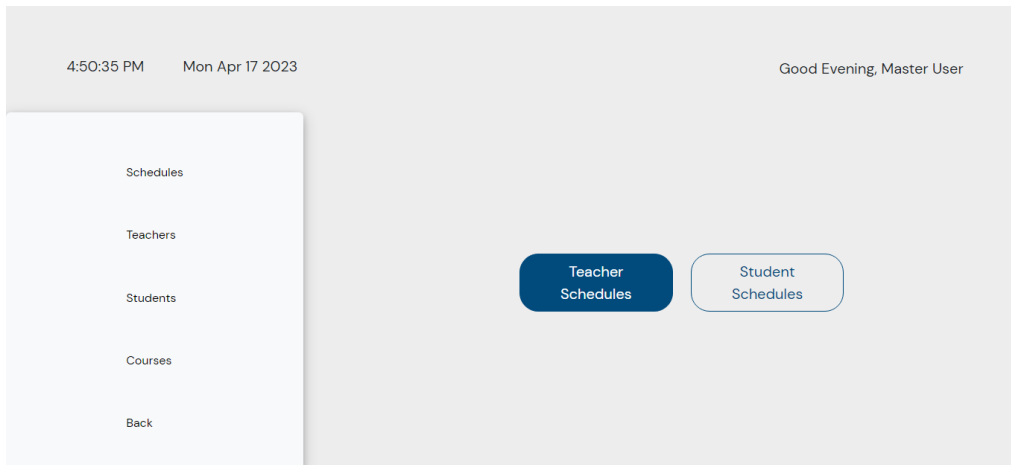 4:50:35 PM Mon Apr 17 2023
Good Evening, Master User
Schedules
Teachers
Students
Courses
Back
Teacher
Schedules
Student
Schedules